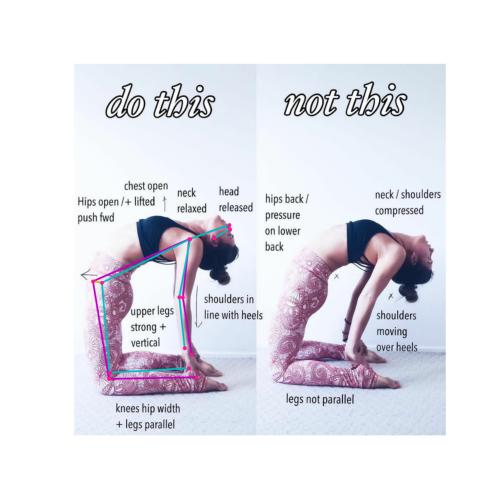 do this
chest open
Hips open /+ lifted
push fwd
neck
relaxed
head
released
upper legs
strong +
vertical
shoulders in
line with heels
knees hip width
+ legs parallel
not this
hips back /
pressure
on lower
back
neck / shoulders
compressed
x
x
shoulders
moving
over heels
legs not parallel